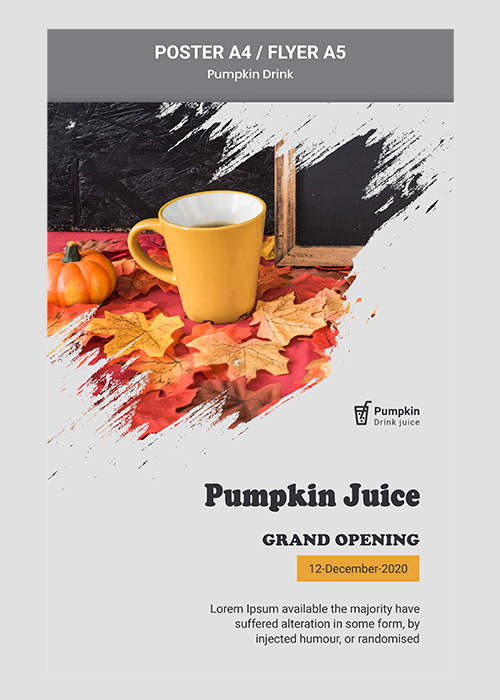 POSTER A4 / FLYER A5
Pumpkin Drink
Pumpkin
Drink juice
Pumpkin Juice
GRAND OPENING
12-December-2020
Lorem Ipsum available the majority have
suffered alteration in some form, by
injected humour, or randomised